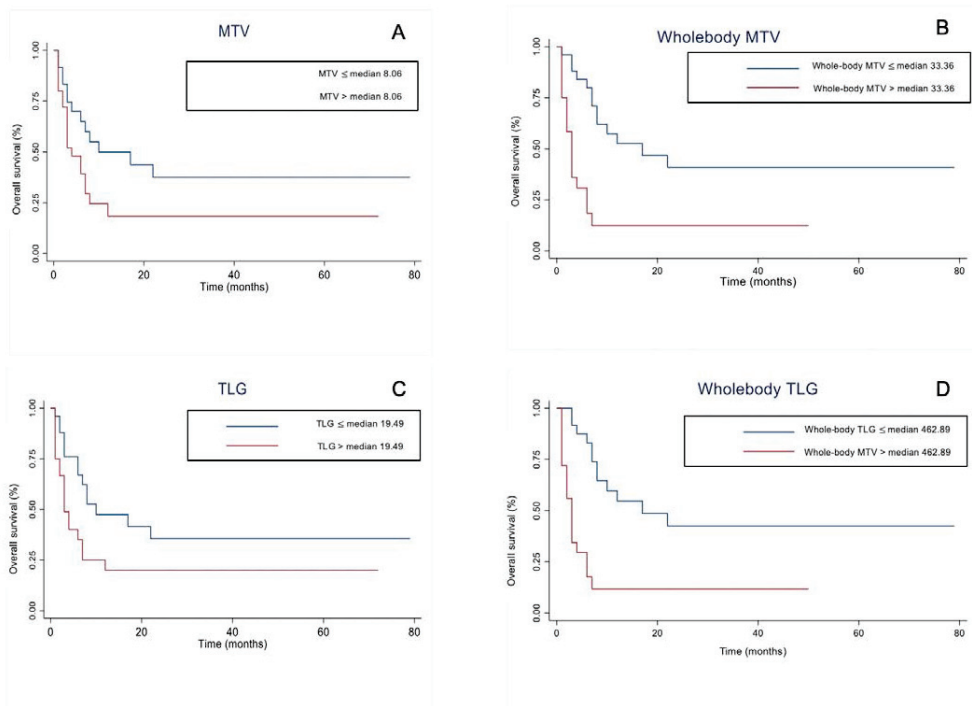 MTV
A
MTV ≤ median 8.06
MTV > median 8.06
1.00
0.75
0.50
0.25
0.00
Overall survival (%)
0
20
40
60
80
Time (months)
Wholebody MTV
B
Whole-body MTV ≤ median 33.36
Whole-body MTV > median 33.36
1.00
0.75
0.50
0.25
0.00
Overall survival (%)
0
20
40
60
80
Time (months)
TLG
C
TLG ≤ median 19.49
TLG > median 19.49
1.00
0.75
0.50
0.25
0.00
Overall survival (%)
0
20
40
60
80
Time (months)
Wholebody TLG
D
Whole-body TLG ≤ median 462.89
Whole-body MTV > median 462.89
1.00
0.75
0.50
0.25
0.00
Overall survival (%)
0
20
40
60
80
Time (months)